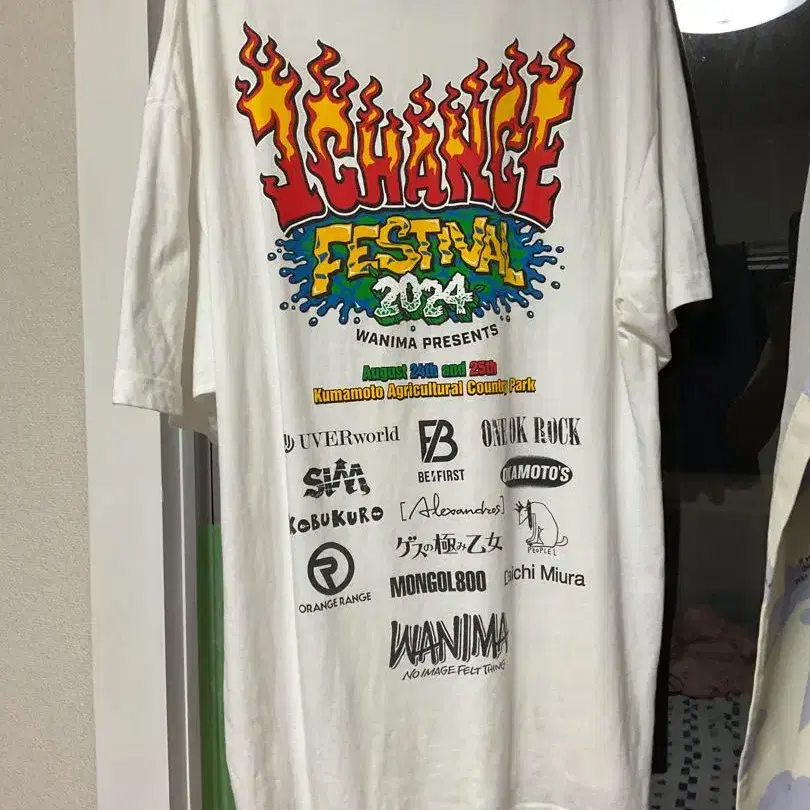 1CHANCE
FESTIVAL
2024
WANIMA PRESENTS
August 24th and 25th
Kumamoto Agricultural Country Park
UVERworld
BE:FIRST
ONE OK ROCK
SiM
OKAMOTO'S
KOBUKURO
[Alexandros]
PEOPLE 1
ゲスの極み乙女
ORANGE RANGE
MONGOL800
Daichi Miura
WANIMA
NO IMAGE FELT THING